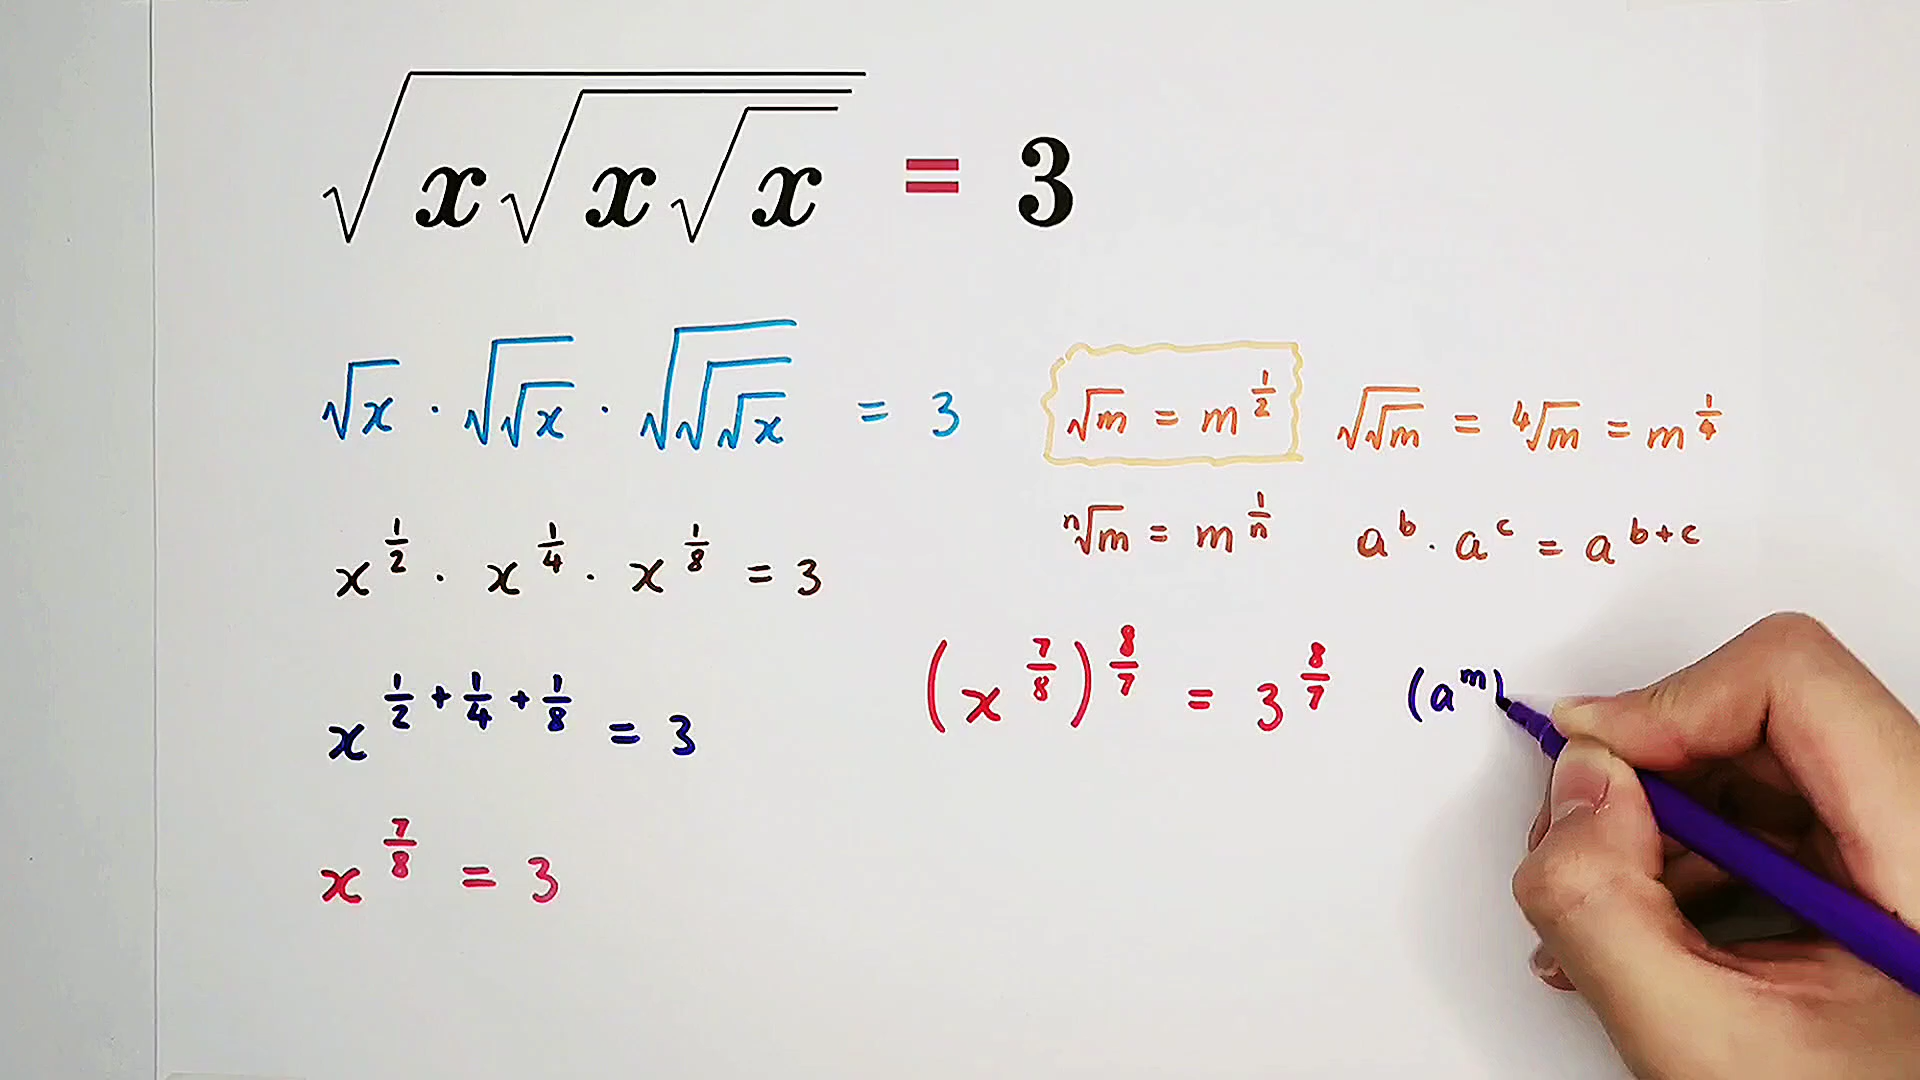 √(x√(x√x)) = 3
√x · √√x · √√√x = 3
√m = m^(1/2)
√√m = ⁴√m = m^(1/4)
x^(1/2) · x^(1/4) · x^(1/8) = 3
ⁿ√m = m^(1/n)
a^b · a^c = a^(b+c)
x^(1/2 + 1/4 + 1/8) = 3
(x^(7/8))^(8/7) = 3^(8/7)
(a^m)
x^(7/8) = 3